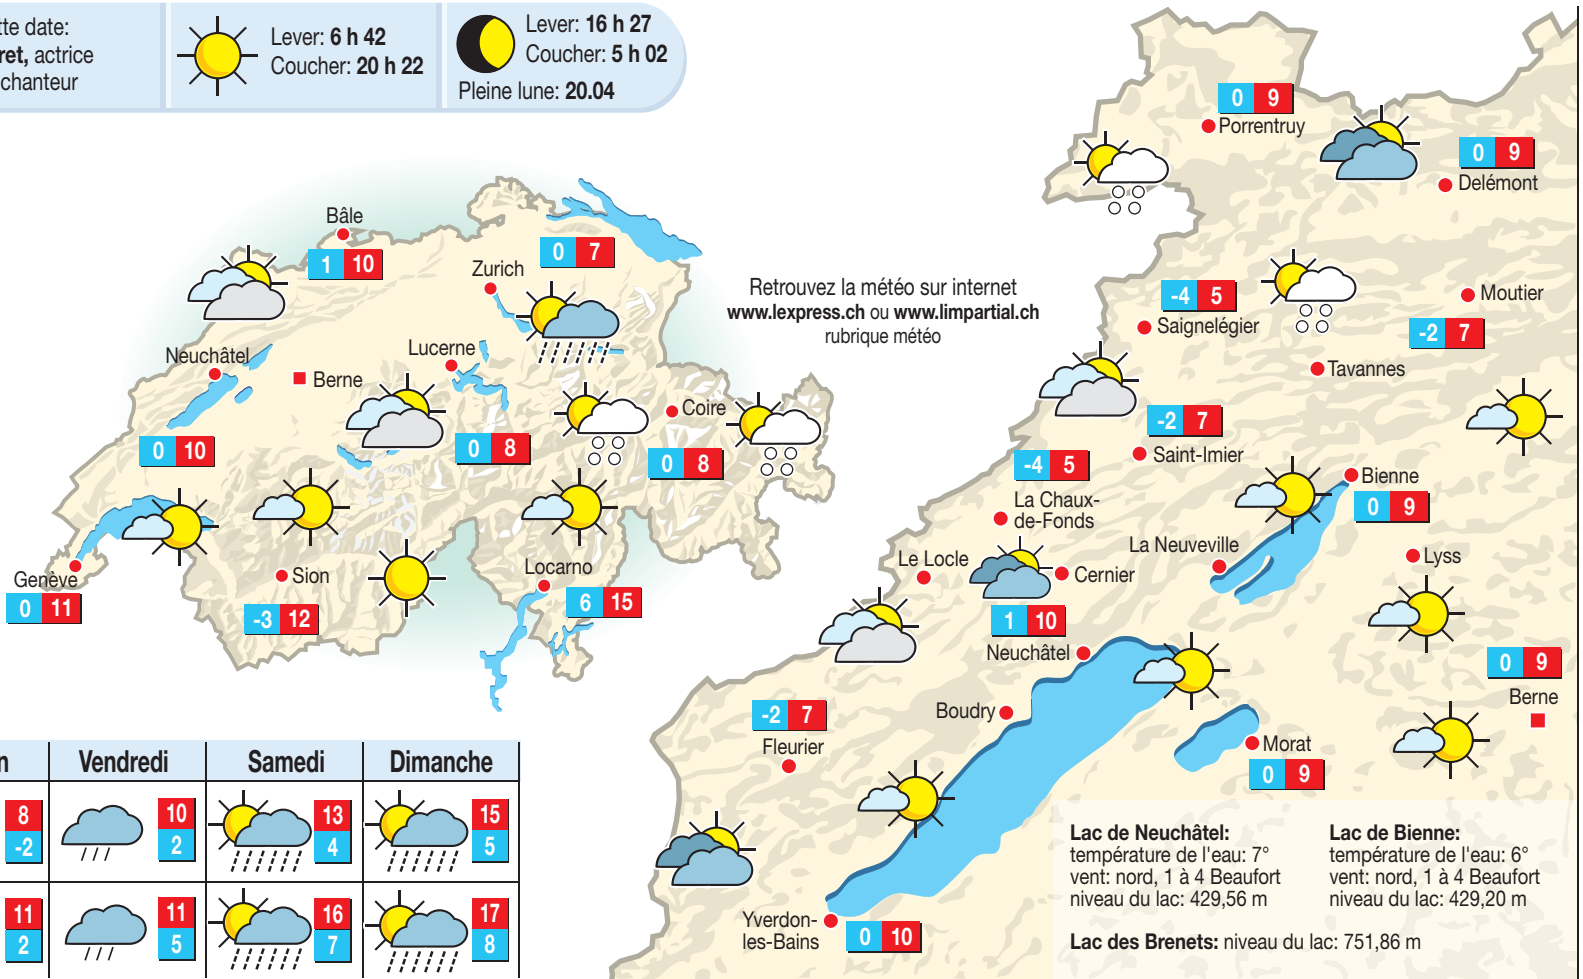 tte date:
ret, actrice
chanteur
Lever: 6 h 42
Coucher: 20 h 22
Lever: 16 h 27
Coucher: 5 h 02
Pleine lune: 20.04
Bâle
1 10
Zurich
0 7
Neuchâtel
0 10
Berne
Lucerne
0 8
Coire
0 8
Genève
0 11
Sion
-3 12
Locarno
6 15
Retrouvez la météo sur internet
www.lexpress.ch ou www.limpartial.ch
rubrique météo
0 9
Porrentruy
0 9
Delémont
-4 5
Saignelégier
Moutier
-2 7
Tavannes
-2 7
Saint-Imier
-4 5
La Chaux-
de-Fonds
Bienne
0 9
La Neuveville
Le Locle
Cernier
Lyss
1 10
Neuchâtel
0 9
Berne
Boudry
-2 7
Fleurier
Morat
0 9
Yverdon-
les-Bains
0 10
n
Vendredi
Samedi
Dimanche
8 10 13 15
-2 2 4 5
11 11 16 17
2 5 7 8
Lac de Neuchâtel:
température de l'eau: 7°
vent: nord, 1 à 4 Beaufort
niveau du lac: 429,56 m
Lac de Bienne:
température de l'eau: 6°
vent: nord, 1 à 4 Beaufort
niveau du lac: 429,20 m
Lac des Brenets: niveau du lac: 751,86 m